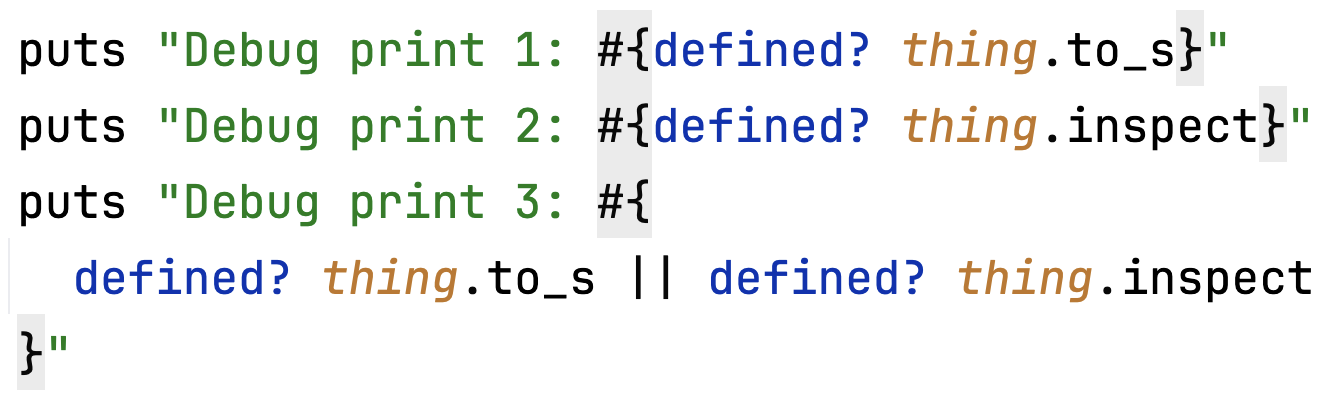 puts "Debug print 1: #{defined? thing.to_s}"
puts "Debug print 2: #{defined? thing.inspect}"
puts "Debug print 3: #{
  defined? thing.to_s || defined? thing.inspect
}"